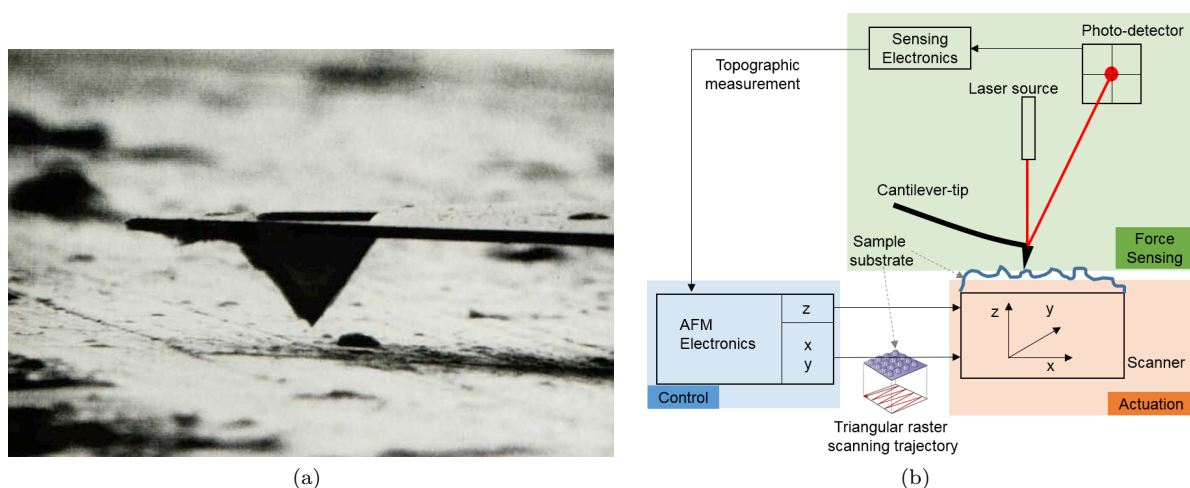 Photo-detector
Sensing
Electronics
Topographic
measurement
Laser source
Cantilever-tip
Sample
substrate
Force
Sensing
z
AFM
Electronics
x
y
Control
z
y
x
Scanner
Actuation
Triangular raster
scanning trajectory
(a)
(b)